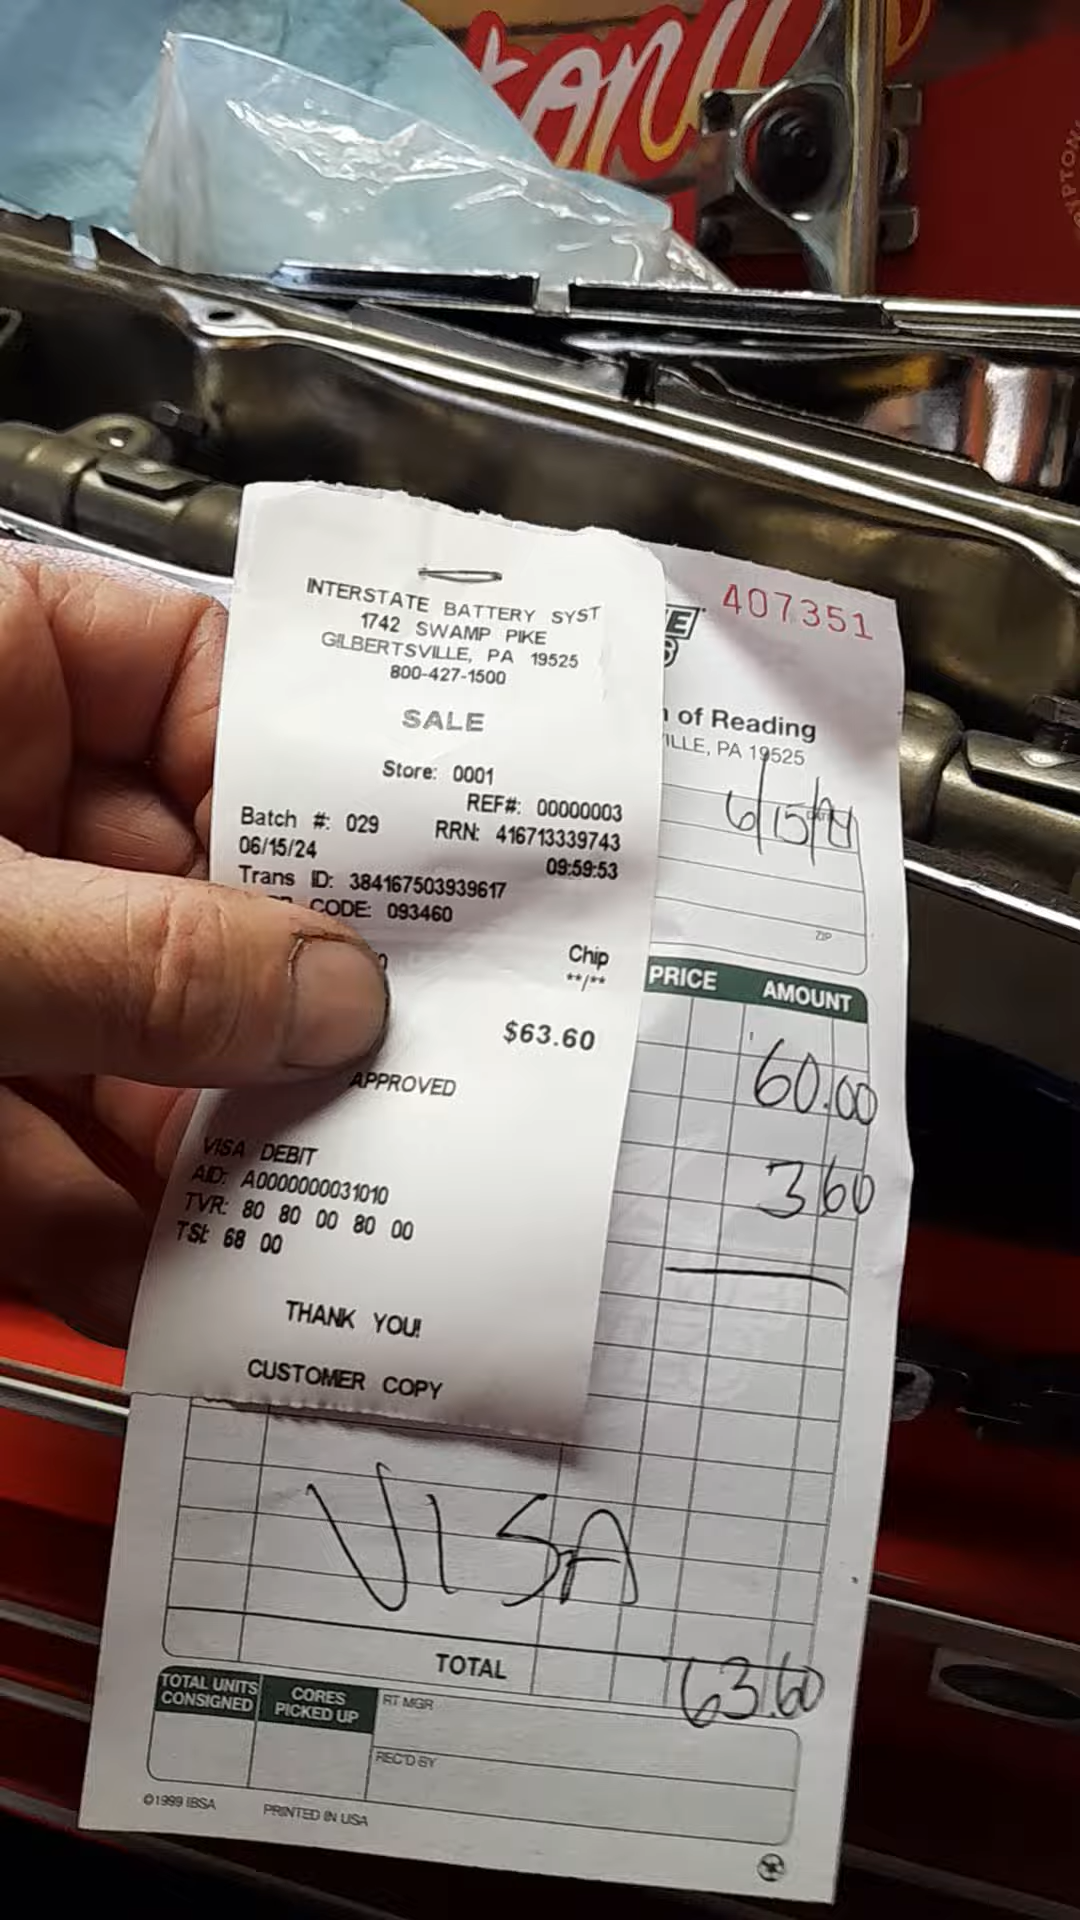 INTERSTATE BATTERY SYST
1742 SWAMP PIKE
GILBERTSVILLE, PA 19525
800-427-1500
SALE
Store: 0001
REF#: 00000003
Batch #: 029 RRN: 416713339743
06/15/24 09:59:53
Trans ID: 384167503939617
CODE: 093460
Chip
**/**
$63.60
APPROVED
VISA DEBIT
AID: A0000000031010
TVR: 80 80 00 80 00
TSI: 68 00
THANK YOU!
CUSTOMER COPY
407351
of Reading
PA 19525
6/15/24
ZIP
PRICE AMOUNT
60.00
3 60
VISA
TOTAL 63.60
TOTAL UNITS CONSIGNED
CORES PICKED UP
RT MGR
REC'D BY
©1999 IBSA PRINTED IN USA